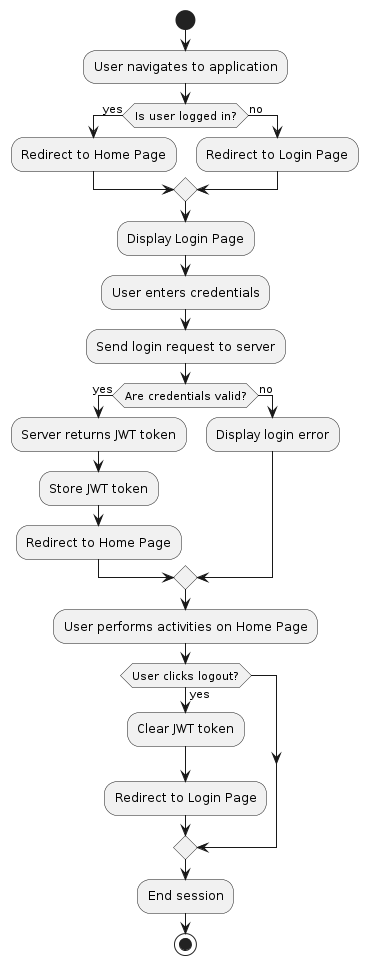 User navigates to application
yes
Is user logged in?
no
Redirect to Home Page
Redirect to Login Page
Display Login Page
User enters credentials
Send login request to server
yes
Are credentials valid?
no
Server returns JWT token
Display login error
Store JWT token
Redirect to Home Page
User performs activities on Home Page
User clicks logout?
yes
Clear JWT token
Redirect to Login Page
End session